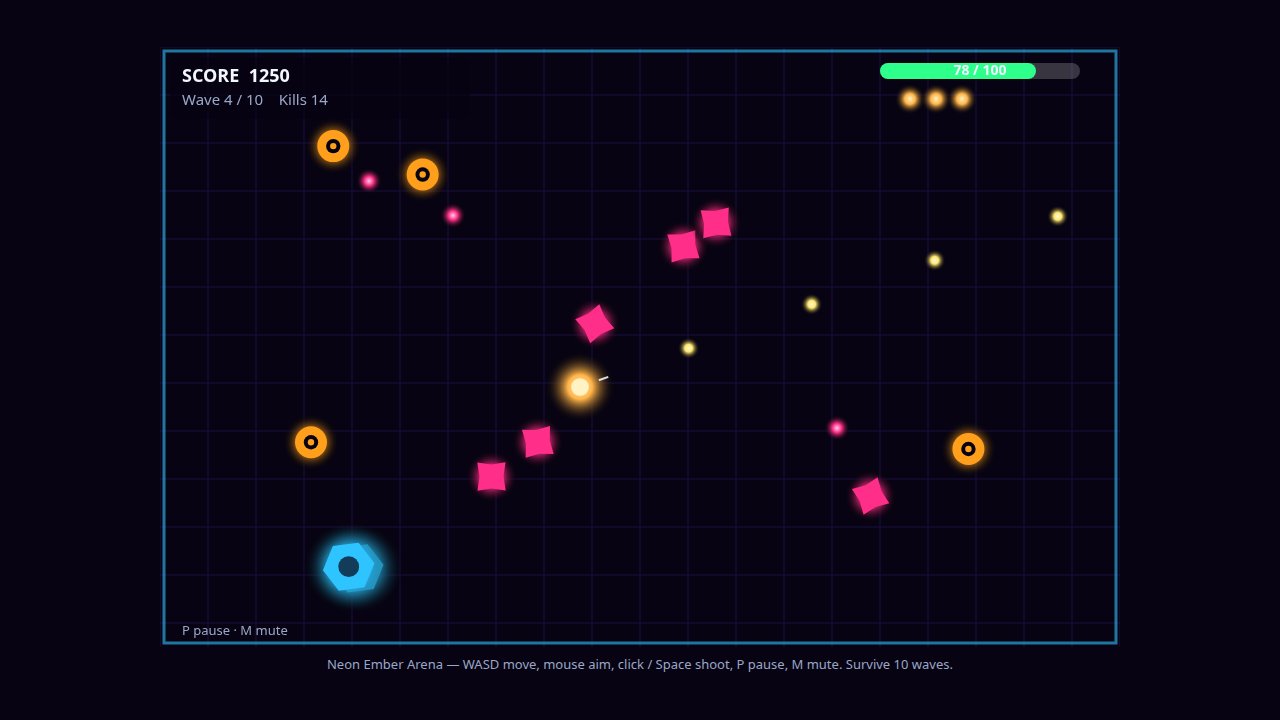 SCORE 1250
78 / 100
Wave 4 / 10 Kills 14
P pause · M mute
Neon Ember Arena — WASD move, mouse aim, click / Space shoot, P pause, M mute. Survive 10 waves.